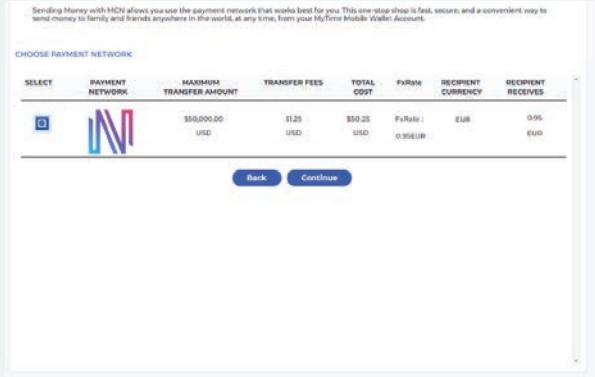 Sending Money with MCN allows you use the payment network that works best for you. This one-stop shop is fast, secure, and a convenient way to
send money to family and friends anywhere in the world, at any time, from your MyTime Mobile Wallet Account.
CHOOSE PAYMENT NETWORK
SELECT PAYMENT NETWORK MAXIMUM TRANSFER AMOUNT TRANSFER FEES TOTAL COST FxRate RECIPIENT CURRENCY RECIPIENT RECEIVES
$50,000.00 $1.25 $50.25 FxRate : EUR 0.95
USD USD USD 0.95EUR EUR
Back Continue